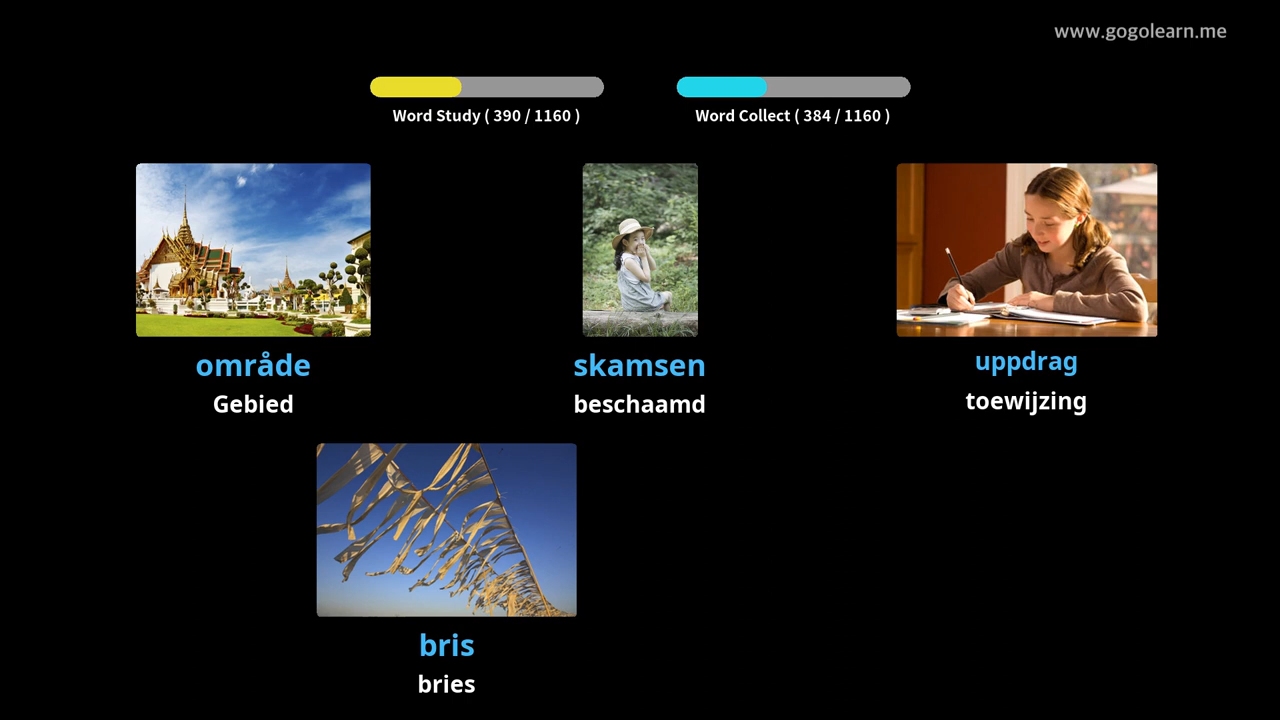 www.gogolearn.me
Word Study ( 390 / 1160 )
Word Collect ( 384 / 1160 )
område
Gebied
skamsen
beschaamd
uppdrag
toewijzing
bris
bries